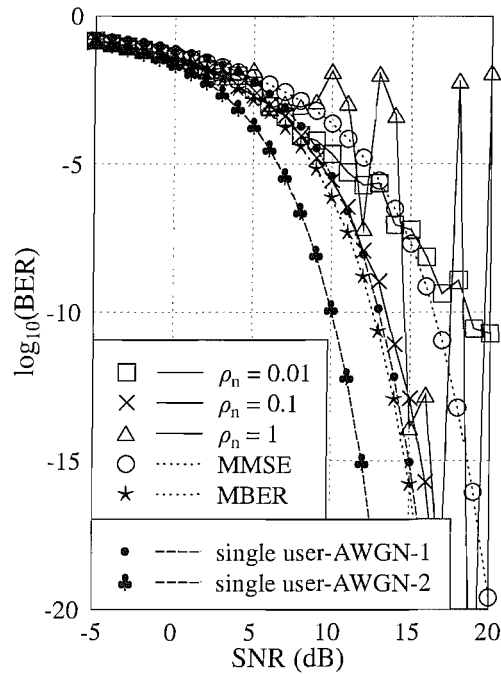 0
-5
-10
-15
-20
log10(BER)
ρn = 0.01
ρn = 0.1
ρn = 1
MMSE
MBER
single user-AWGN-1
single user-AWGN-2
-5 0 5 10 15 20
SNR (dB)